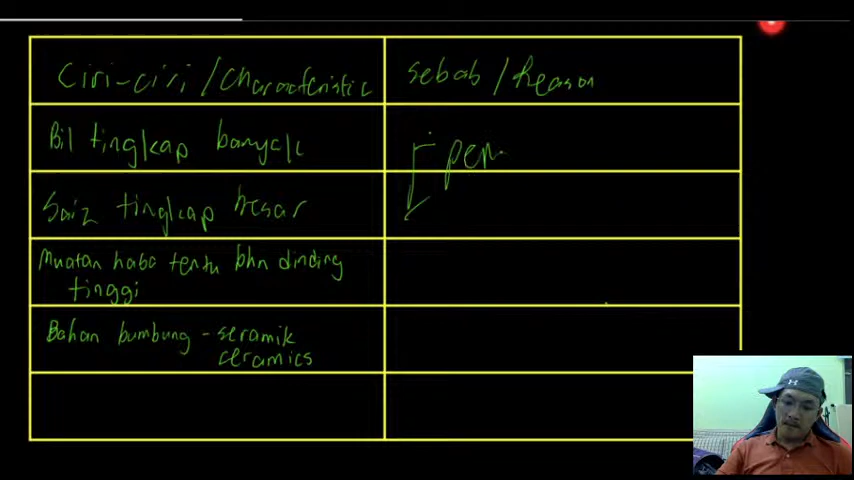 Ciri-ciri/characteristic
sebab/Reason
Bil tingkap banyak
pem
Saiz tingkap besar
Muatan haba tentu bhn dinding
tinggi
Bahan bumbung - seramik
ceramics